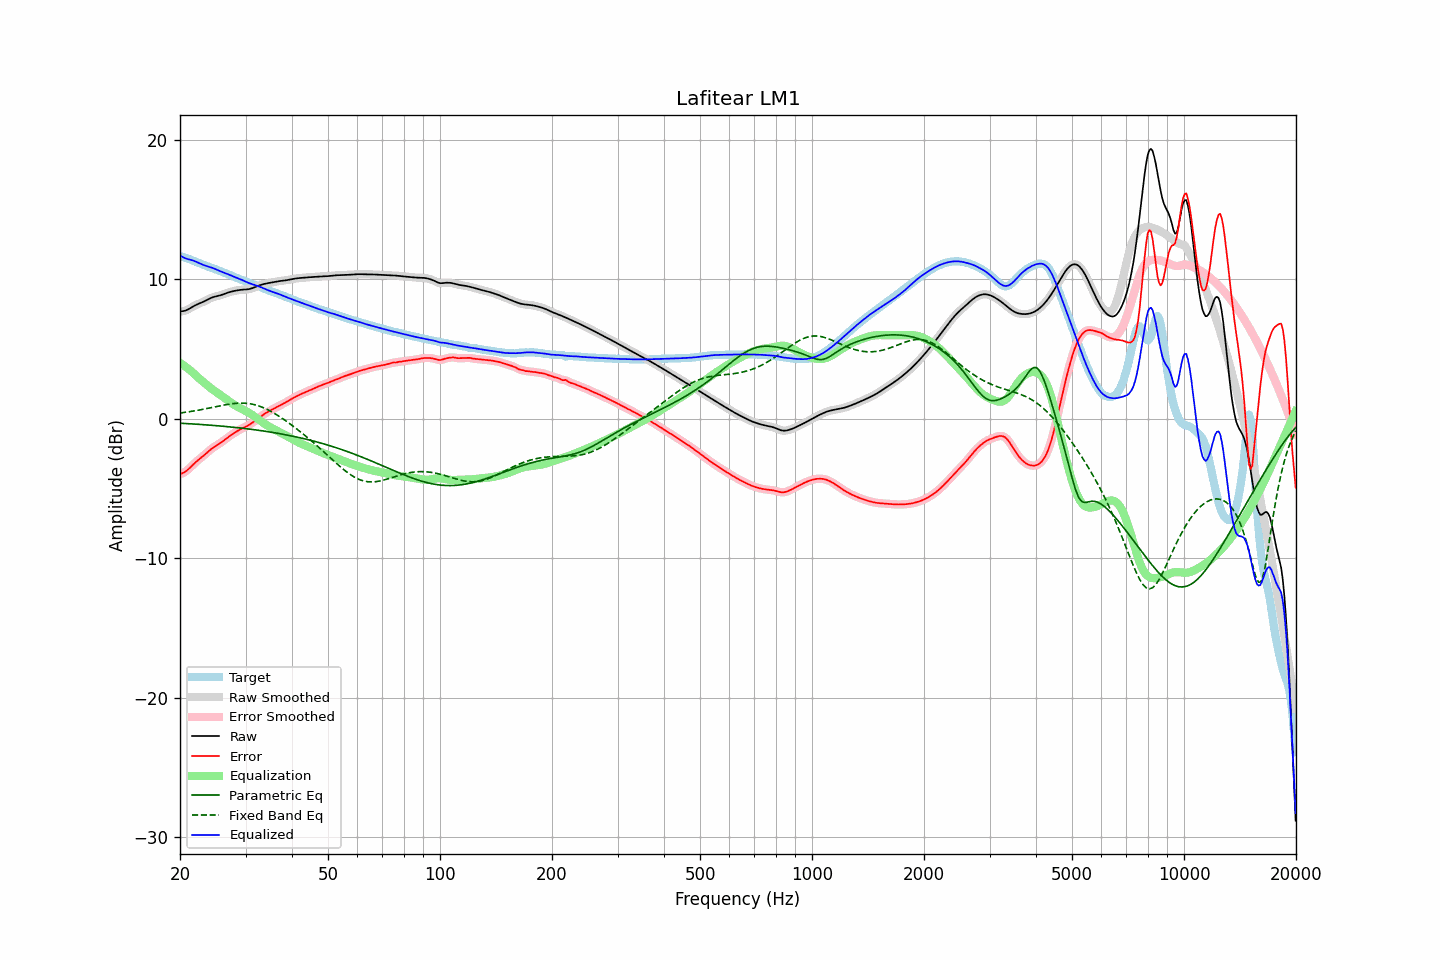 Lafitear LM1
Amplitude (dBr)
20
10
0
−10
−20
−30
Target
Raw Smoothed
Error Smoothed
Raw
Error
Equalization
Parametric Eq
Fixed Band Eq
Equalized
20 50 100 200 500 1000 2000 5000 10000 20000
Frequency (Hz)